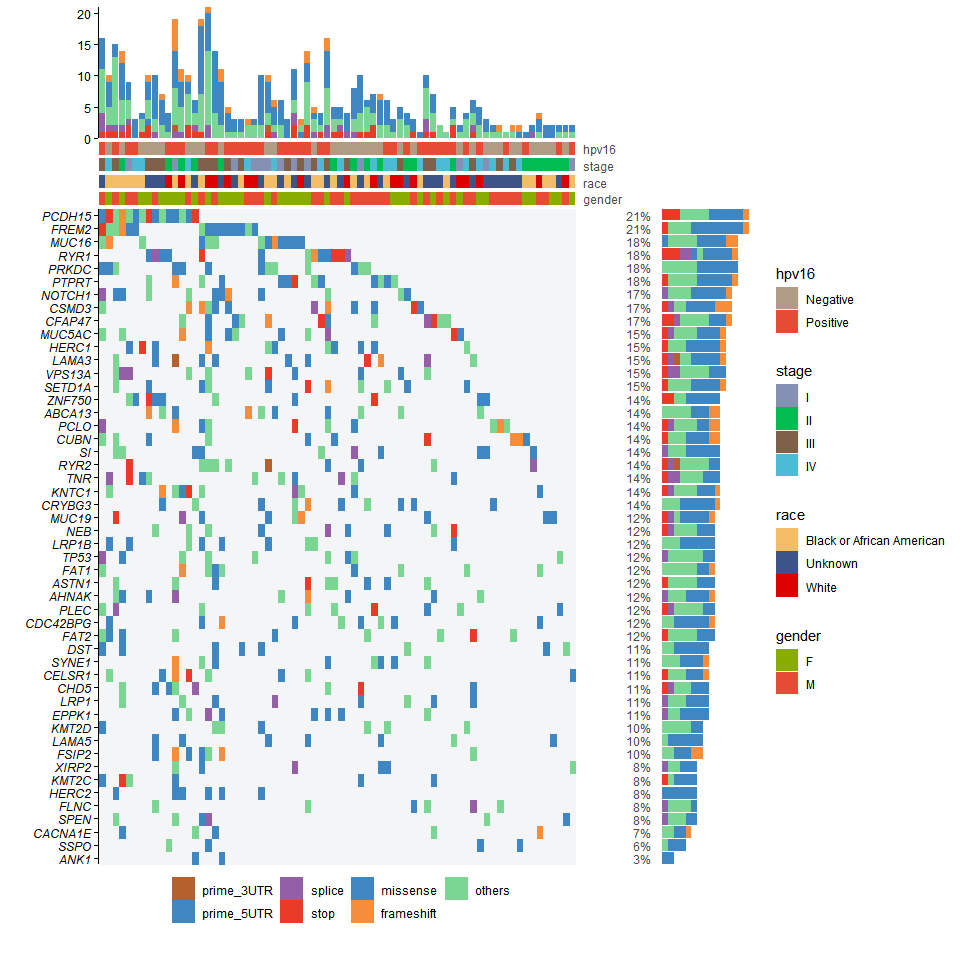 20
15
10
5
0
hpv16
stage
race
gender
PCDH15 21%
FREM2 21%
MUC16 18%
RYR1 18%
PRKDC 18%
PTPRT 18%
NOTCH1 17%
CSMD3 17%
CFAP47 17%
MUC5AC 15%
HERC1 15%
LAMA3 15%
VPS13A 15%
SETD1A 15%
ZNF750 14%
ABCA13 14%
PCLO 14%
CUBN 14%
SI 14%
RYR2 14%
TNR 14%
KNTC1 14%
CRYBG3 14%
MUC19 12%
NEB 12%
LRP1B 12%
TP53 12%
FAT1 12%
ASTN1 12%
AHNAK 12%
PLEC 12%
CDC42BPG 12%
FAT2 12%
DST 11%
SYNE1 11%
CELSR1 11%
CHD5 11%
LRP1 11%
EPPK1 11%
KMT2D 10%
LAMA5 10%
FSIP2 10%
XIRP2 8%
KMT2C 8%
HERC2 8%
FLNC 8%
SPEN 8%
CACNA1E 7%
SSPO 6%
ANK1 3%
hpv16
Negative
Positive
stage
I
II
III
IV
race
Black or African American
Unknown
White
gender
F
M
prime_3UTR splice missense others
prime_5UTR stop frameshift